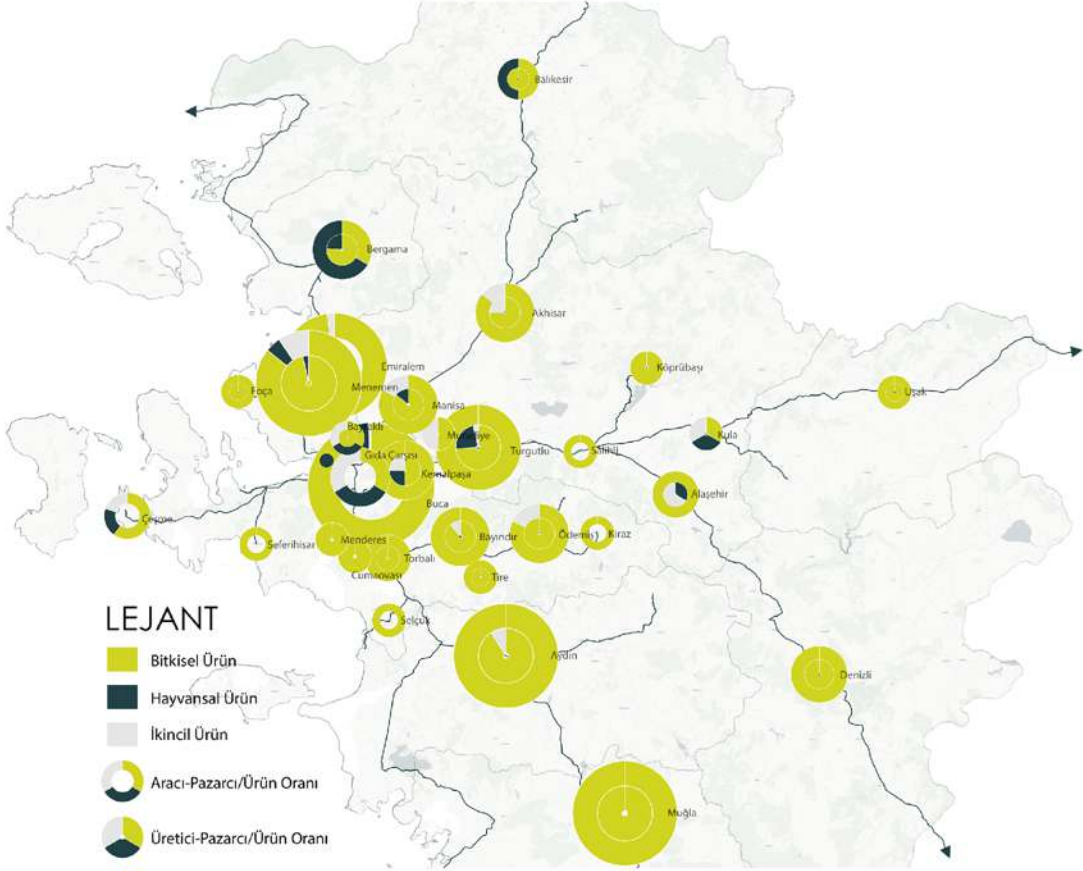 Balıkesir
Bergama
Akhisar
Emiralem
Köprübaşı
Foça
Menemen
Uşak
Manisa
Bayraklı
Muradiye
Kula
Gıda Çarşısı
Turgutlu
Salihli
Kemalpaşa
Alaşehir
Buca
Çeşme
Seferihisar
Menderes
Bayındır
Ödemiş
Kiraz
Torbalı
Cumaovası
Tire
Selçuk
Aydın
Denizli
Muğla
LEJANT
Bitkisel Ürün
Hayvansal Ürün
İkincil Ürün
Aracı-Pazarcı/Ürün Oranı
Üretici-Pazarcı/Ürün Oranı